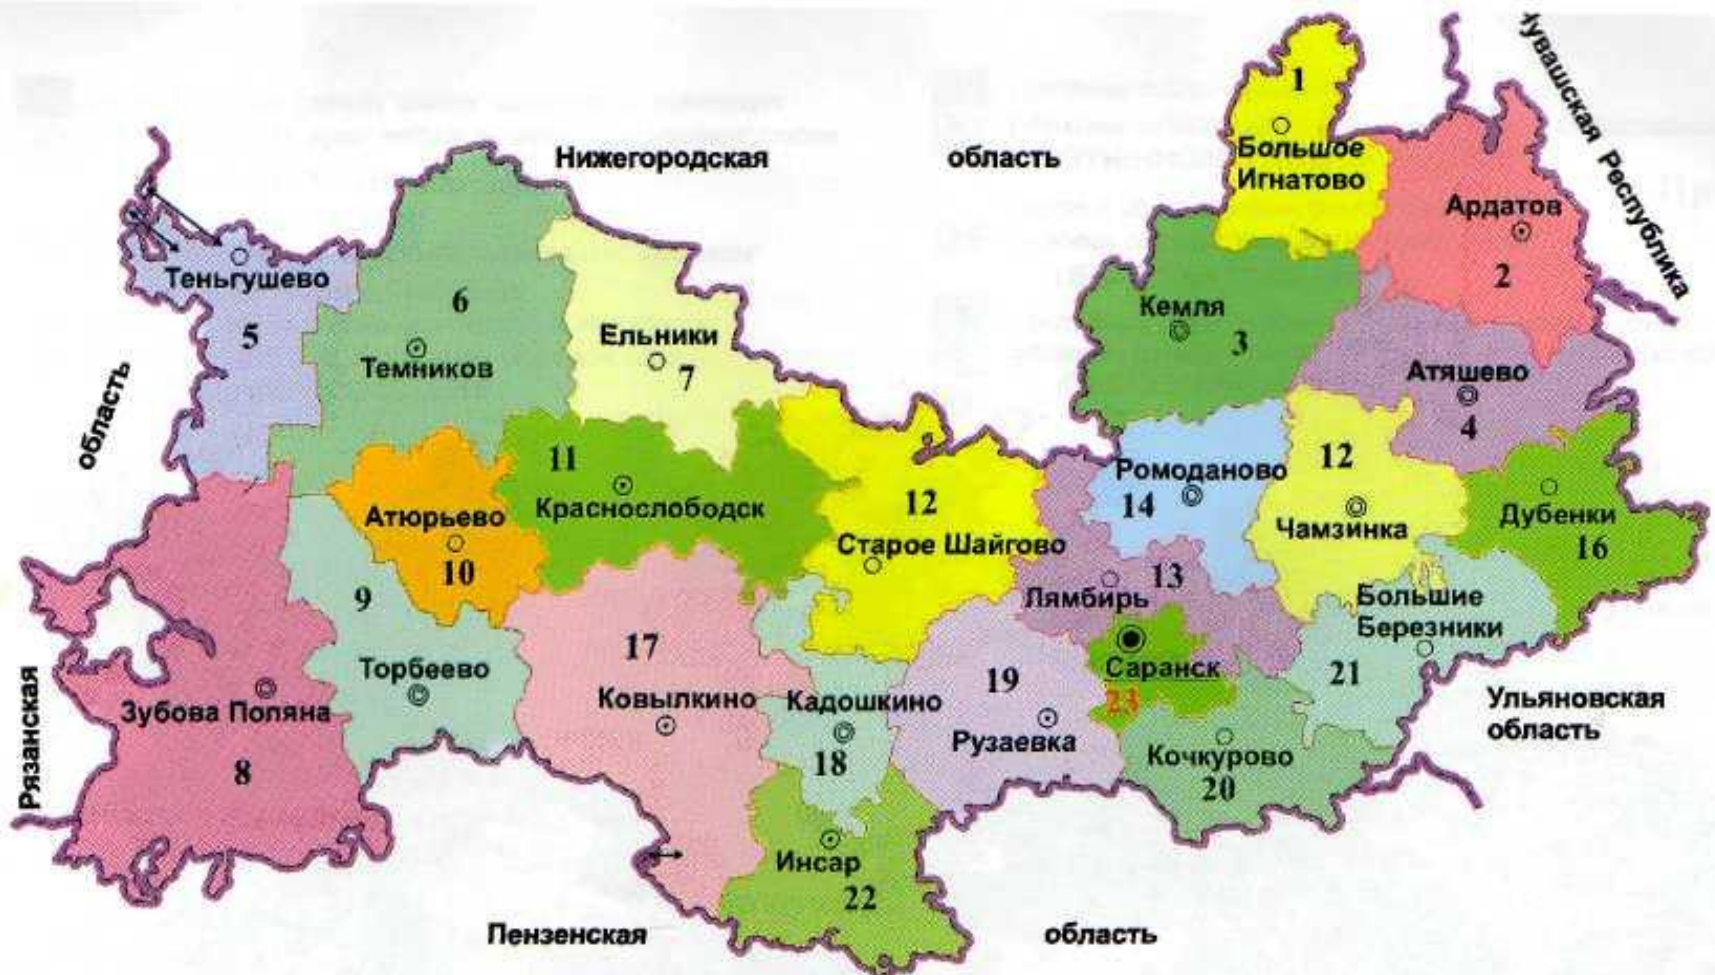 1
Чувашская Республика
Большое
Игнатово
Нижегородская область
Ардатов
2
Теньгушево
5
6
Темников
Ельники
7
Кемля
3
Атяшево
4
область
11
Краснослободск
Атюрьево
10
12
Старое Шайгово
Ромоданово
14
12
Чамзинка
Дубенки
16
9
Торбеево
13
Лямбирь
Большие
Березники
21
Саранск
23
17
Ковылкино
Кадошкино
18
19
Рузаевка
Рязанская
Зубова Поляна
8
Кочкурово
20
Ульяновская
область
Инсар
22
Пензенская область